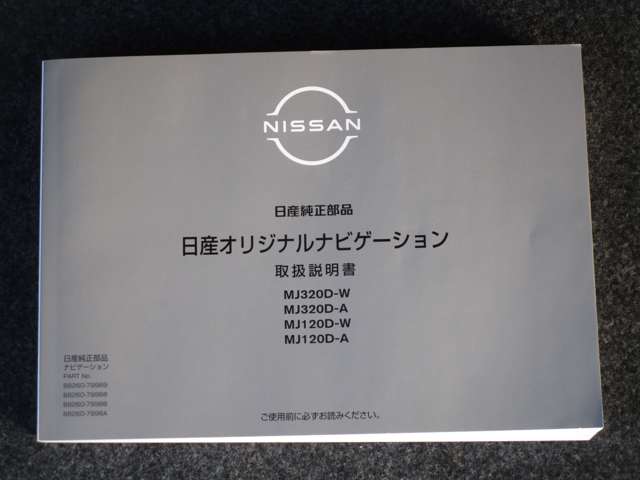 NISSAN
日産純正部品
日産オリジナルナビゲーション
取扱説明書
MJ320D-W
MJ320D-A
MJ120D-W
MJ120D-A
日産純正部品
ナビゲーション
PART No.
ご使用前に必ずお読みください。